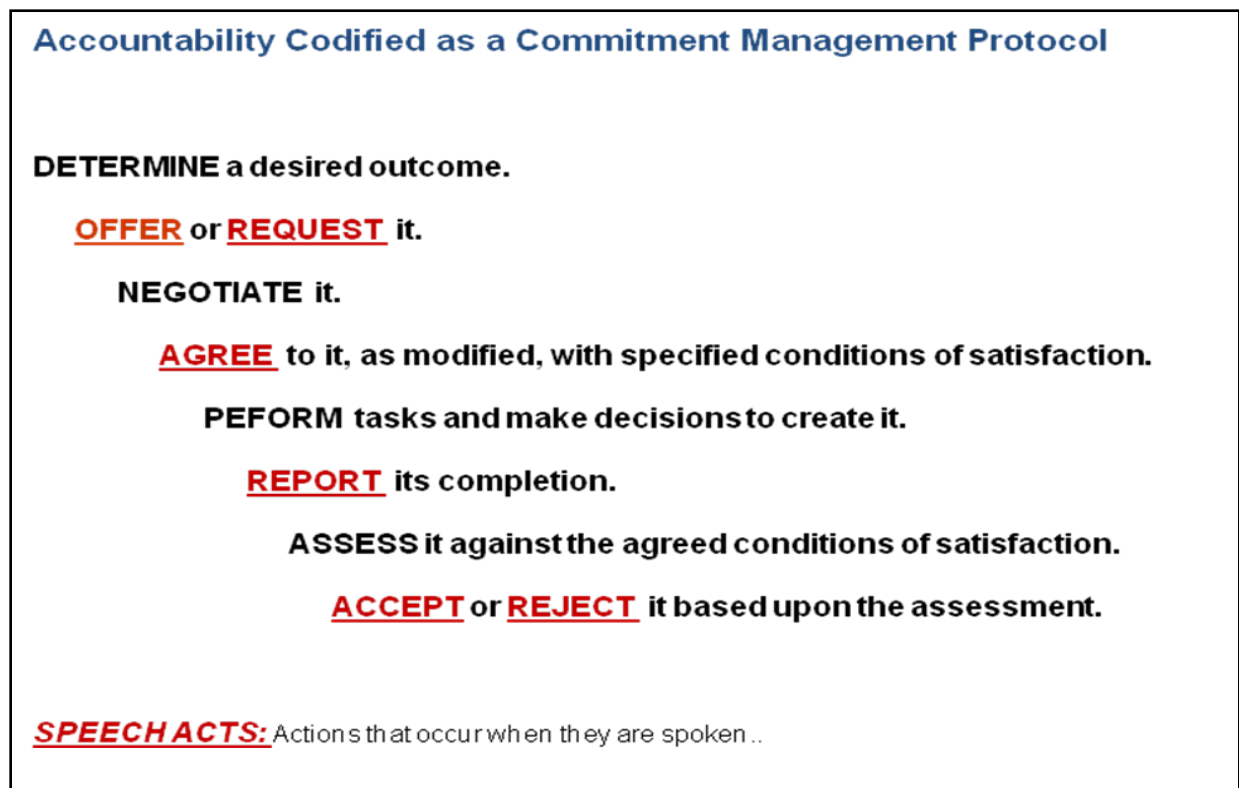 Accountability Codified as a Commitment Management Protocol
DETERMINE a desired outcome.
OFFER or REQUEST it.
NEGOTIATE it.
AGREE to it, as modified, with specified conditions of satisfaction.
PEFORM tasks and make decisions to create it.
REPORT its completion.
ASSESS it against the agreed conditions of satisfaction.
ACCEPT or REJECT it based upon the assessment.
SPEECH ACTS: Actions that occur when they are spoken..